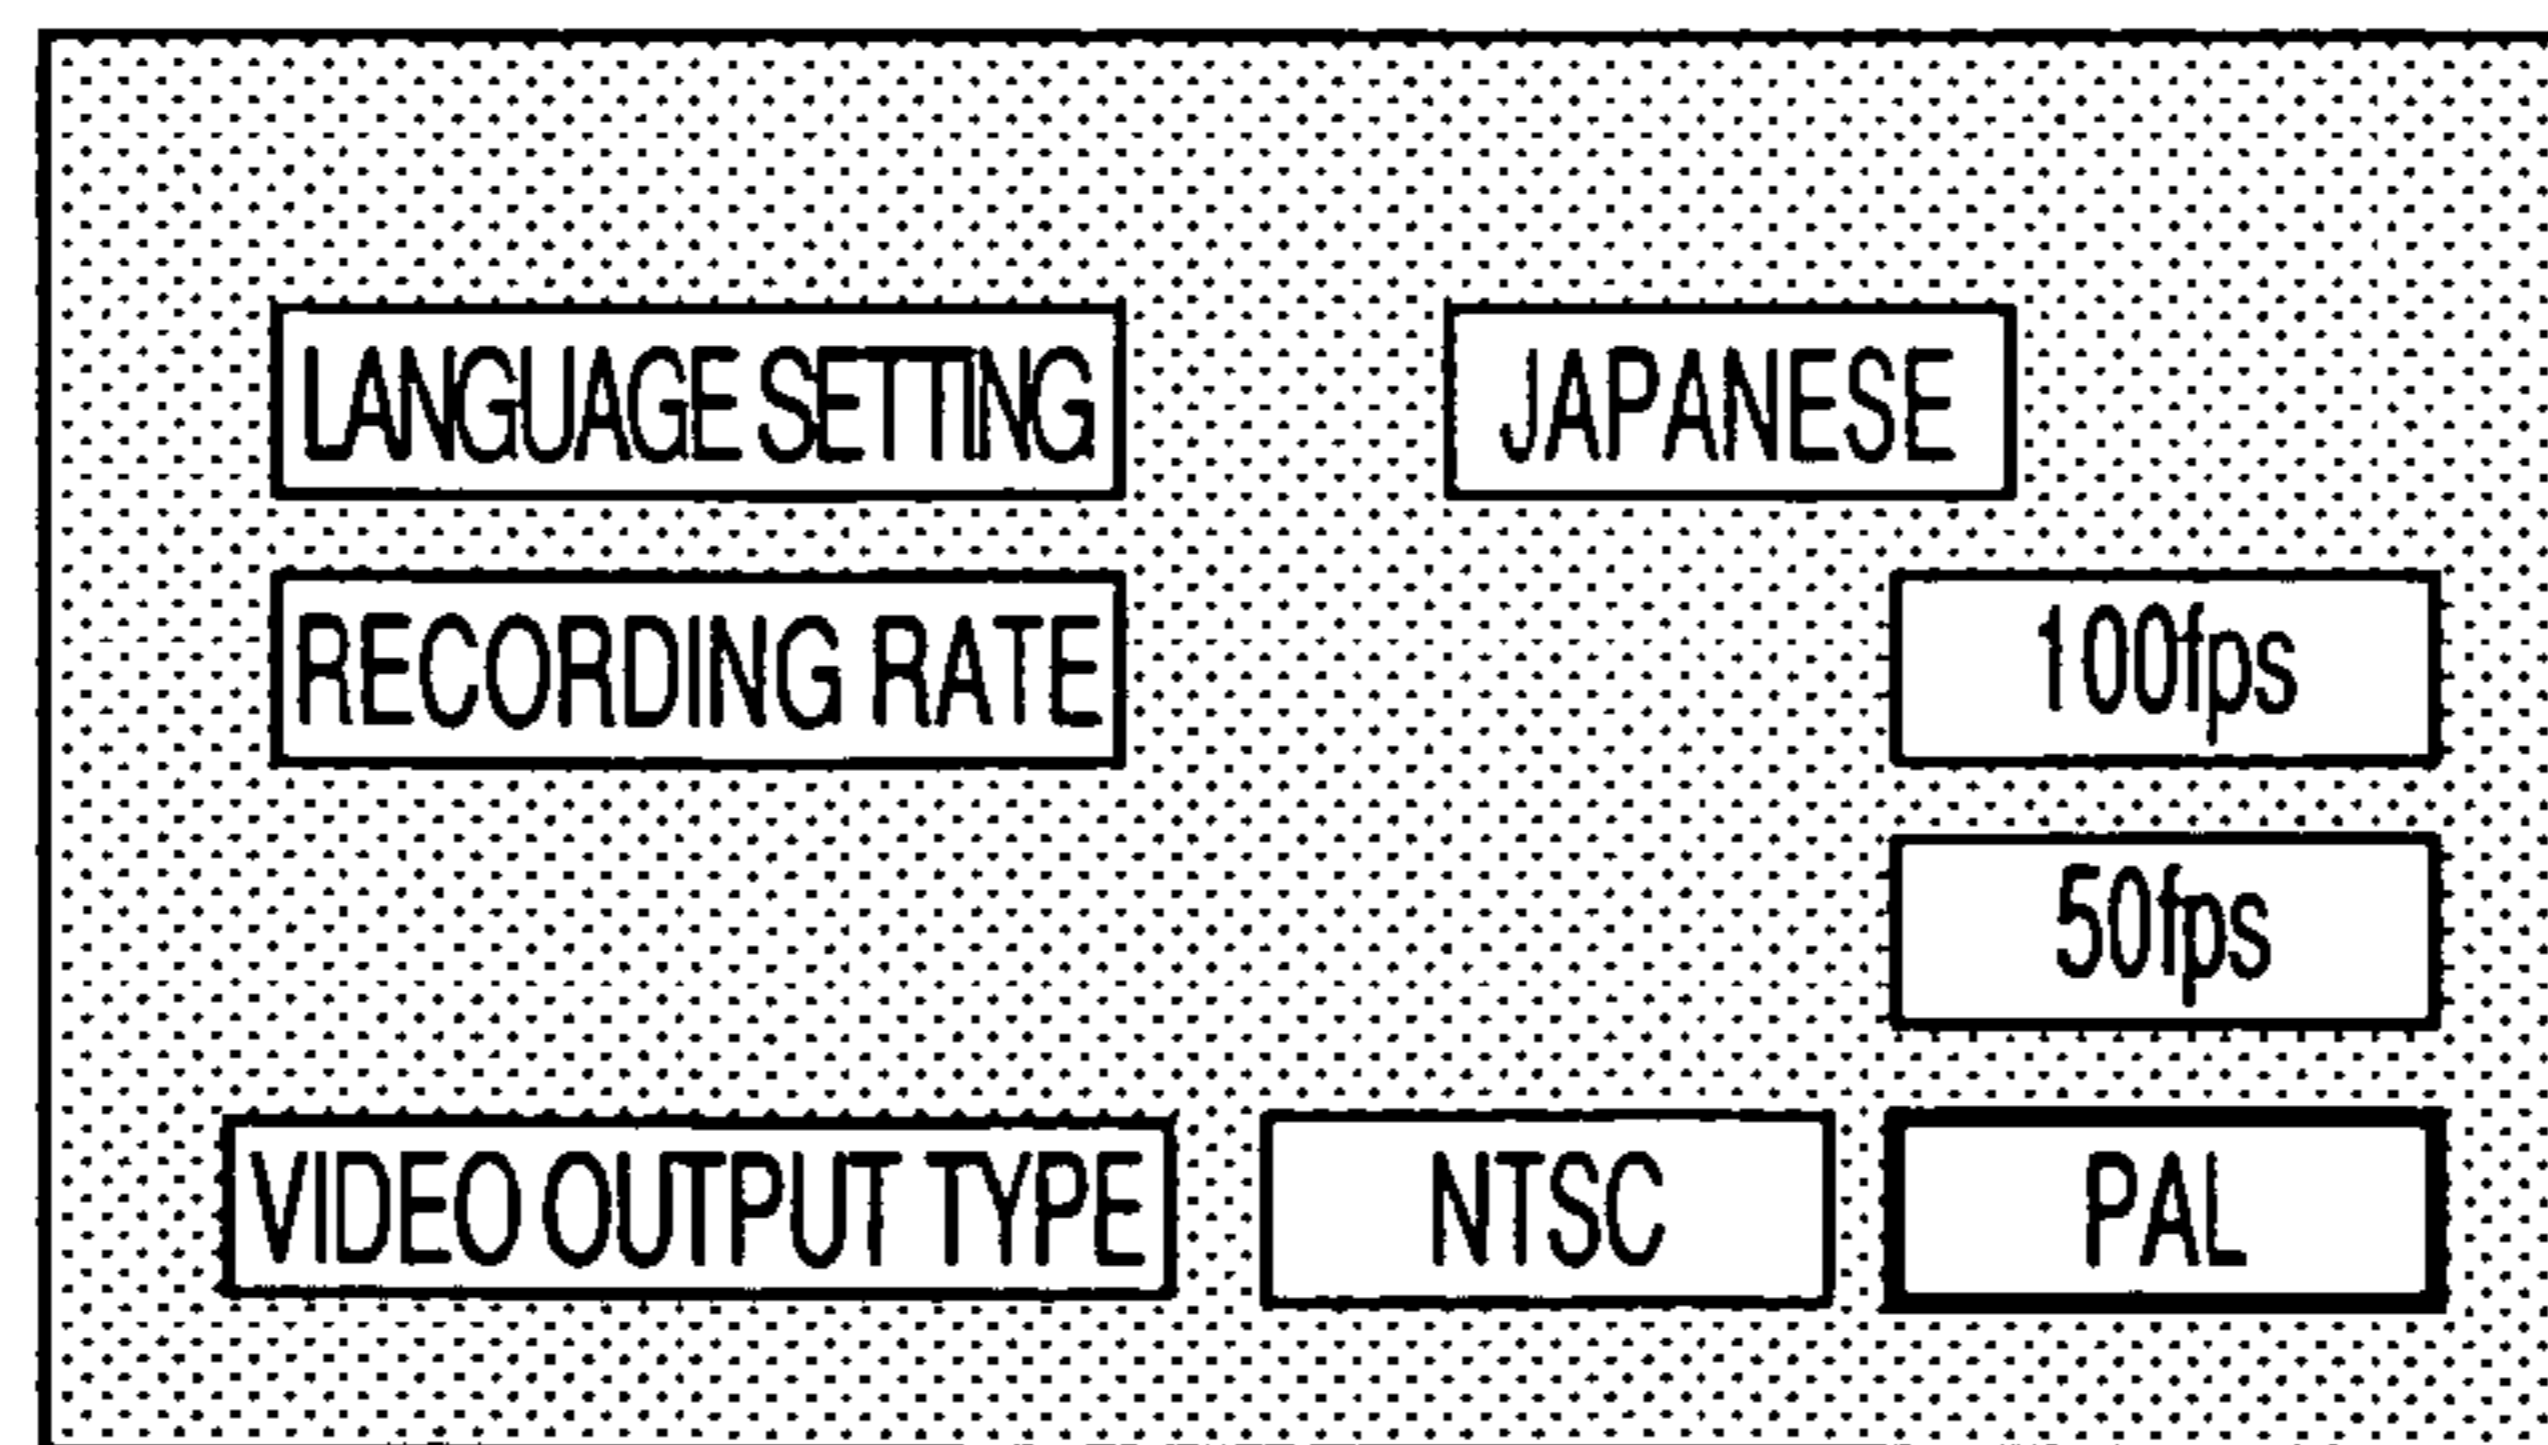 LANGUAGE SETTING JAPANESE
RECORDING RATE 100fps
50fps
VIDEO OUTPUT TYPE NTSC PAL